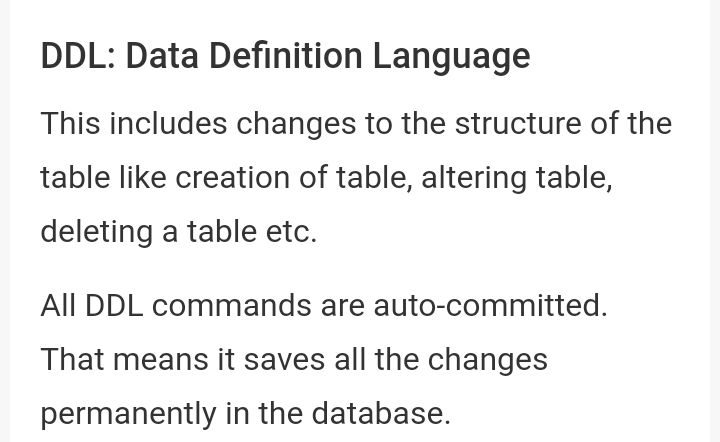 DDL: Data Definition Language
This includes changes to the structure of the
table like creation of table, altering table,
deleting a table etc.
All DDL commands are auto-committed.
That means it saves all the changes
permanently in the database.